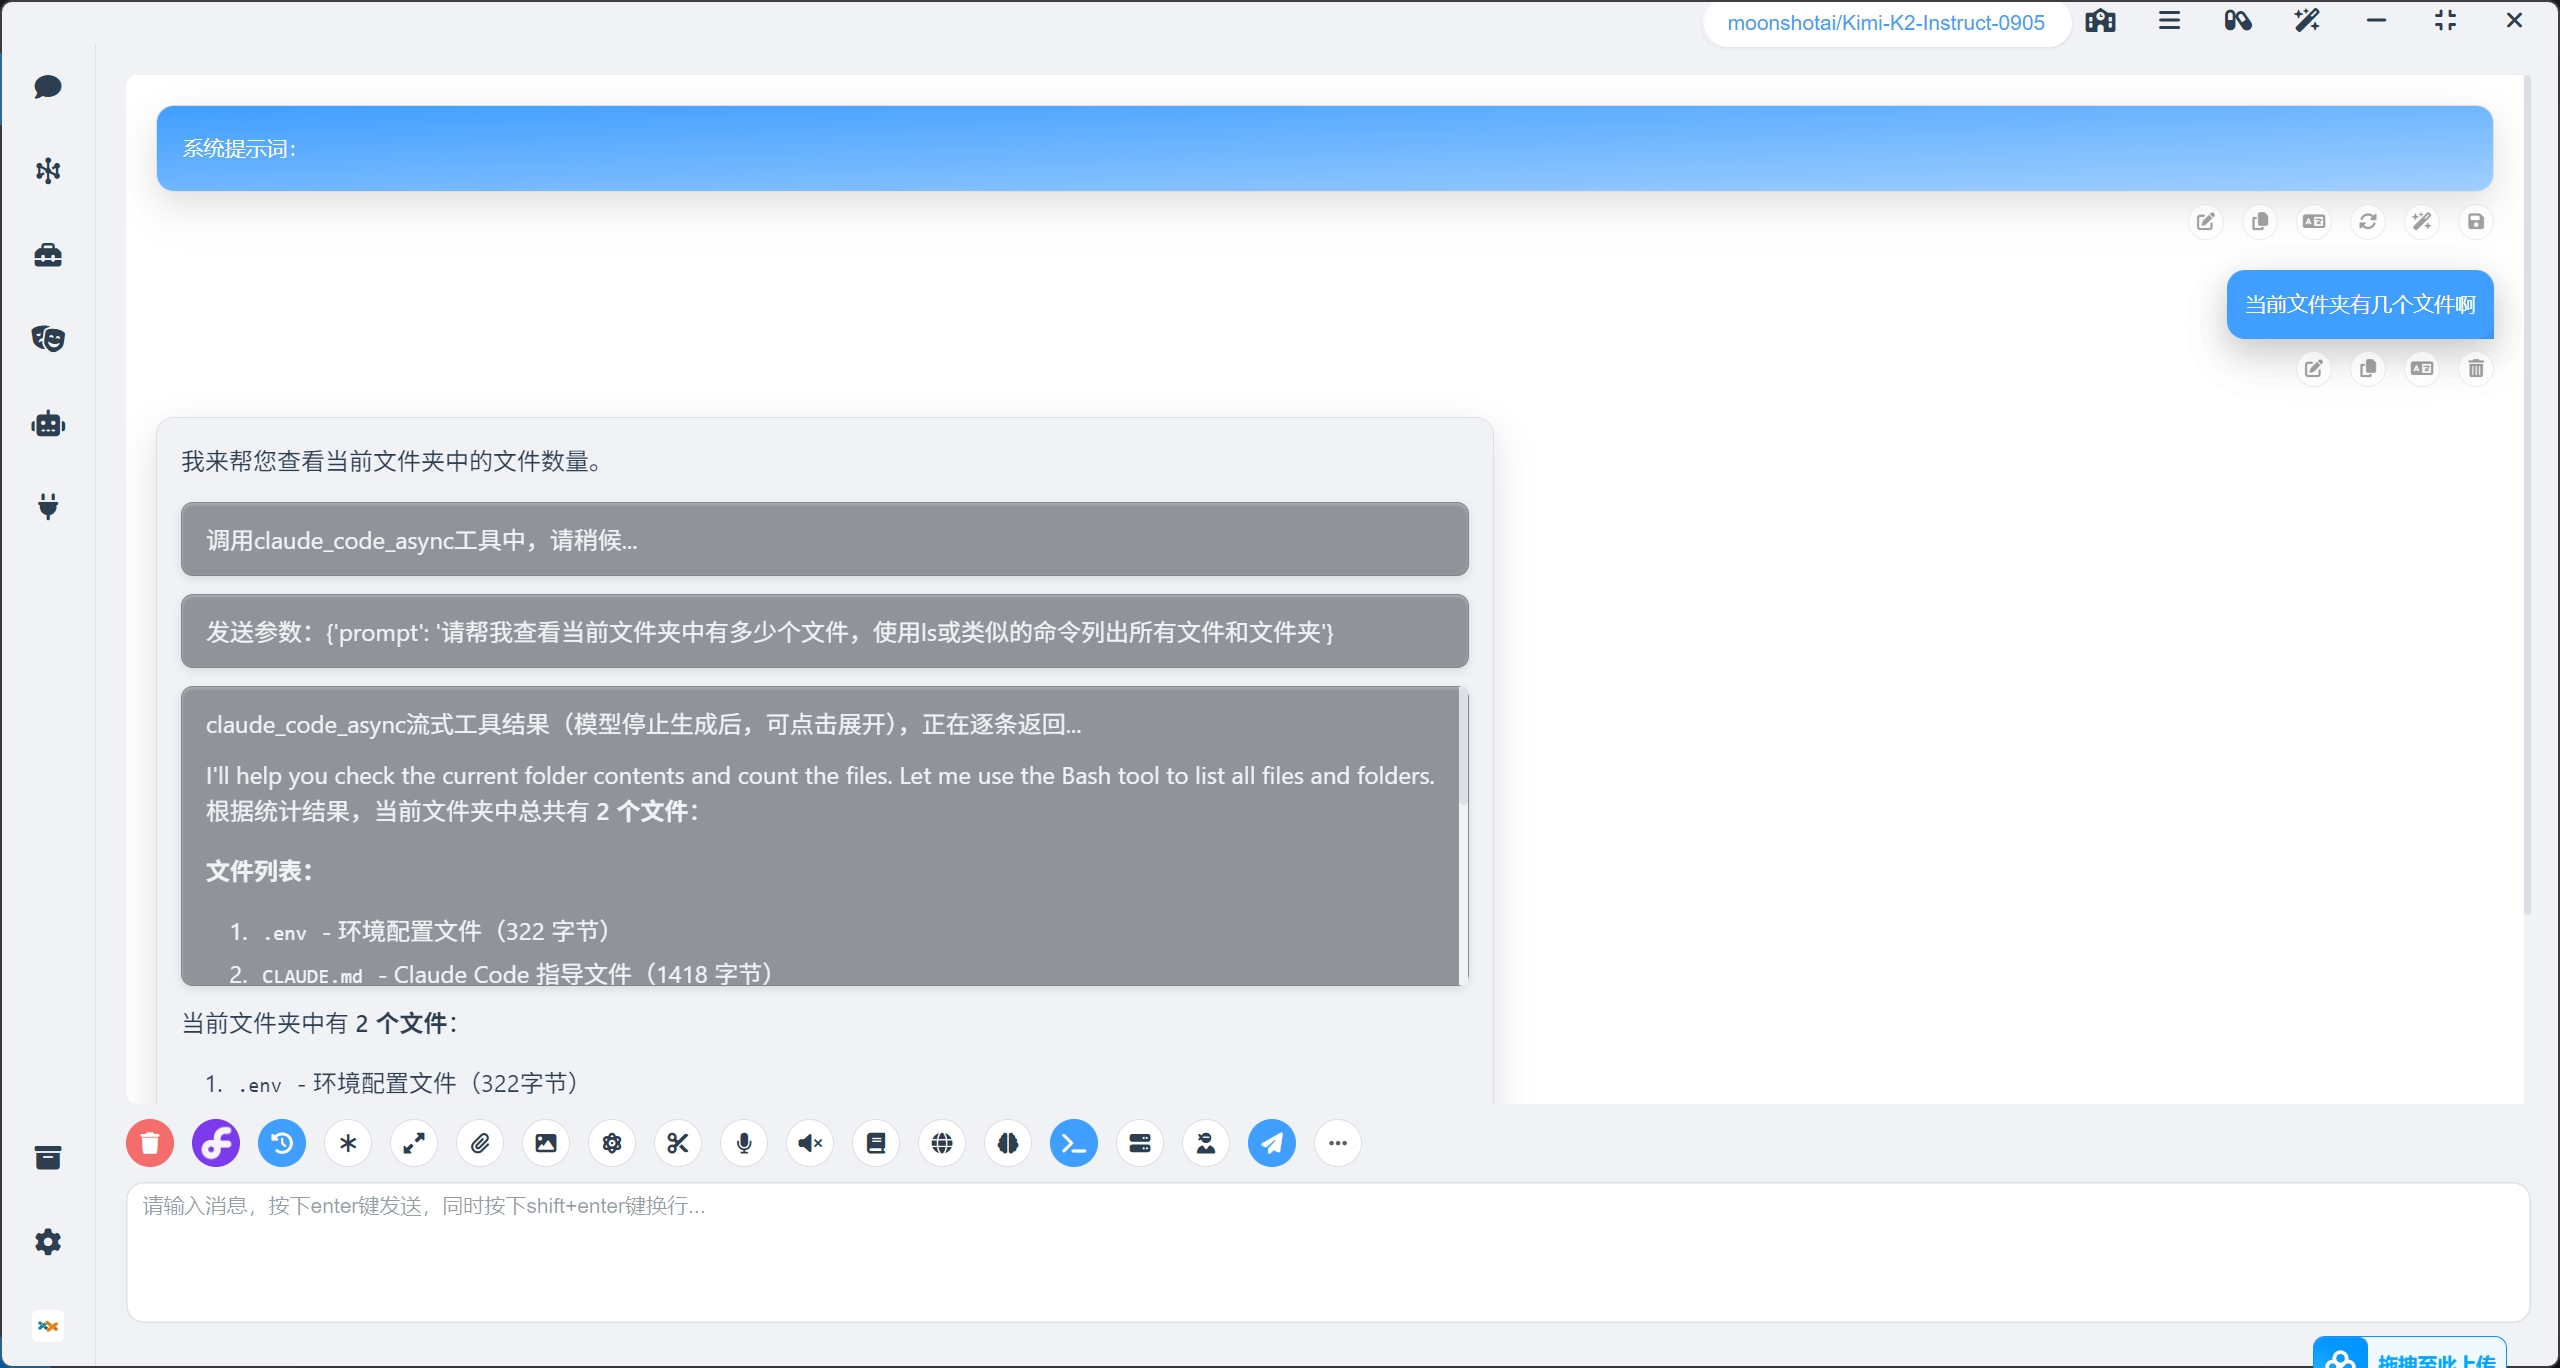 moonshotai/Kimi-K2-Instruct-0905
系统提示词：
当前文件夹有几个文件啊
我来帮您查看当前文件夹中的文件数量。
调用claude_code_async工具中，请稍候...
发送参数：{'prompt': '请帮我查看当前文件夹中有多少个文件，使用ls或类似的命令列出所有文件和文件夹'}
claude_code_async流式工具结果（模型停止生成后，可点击展开），正在逐条返回...
I'll help you check the current folder contents and count the files. Let me use the Bash tool to list all files and folders.
根据统计结果，当前文件夹中总共有 2 个文件：
文件列表：
1. .env - 环境配置文件（322 字节）
2. CLAUDE.md - Claude Code 指导文件（1418 字节）
当前文件夹中有 2 个文件：
1. .env - 环境配置文件（322字节）
请输入消息，按下enter键发送，同时按下shift+enter键换行...
拖拽至此上传